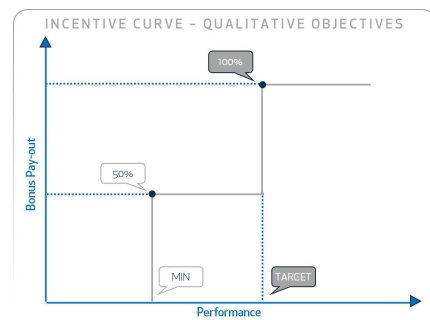 INCENTIVE CURVE – QUALITATIVE OBJECTIVES
100%
50%
Bonus Pay-out
MIN
TARGET
Performance